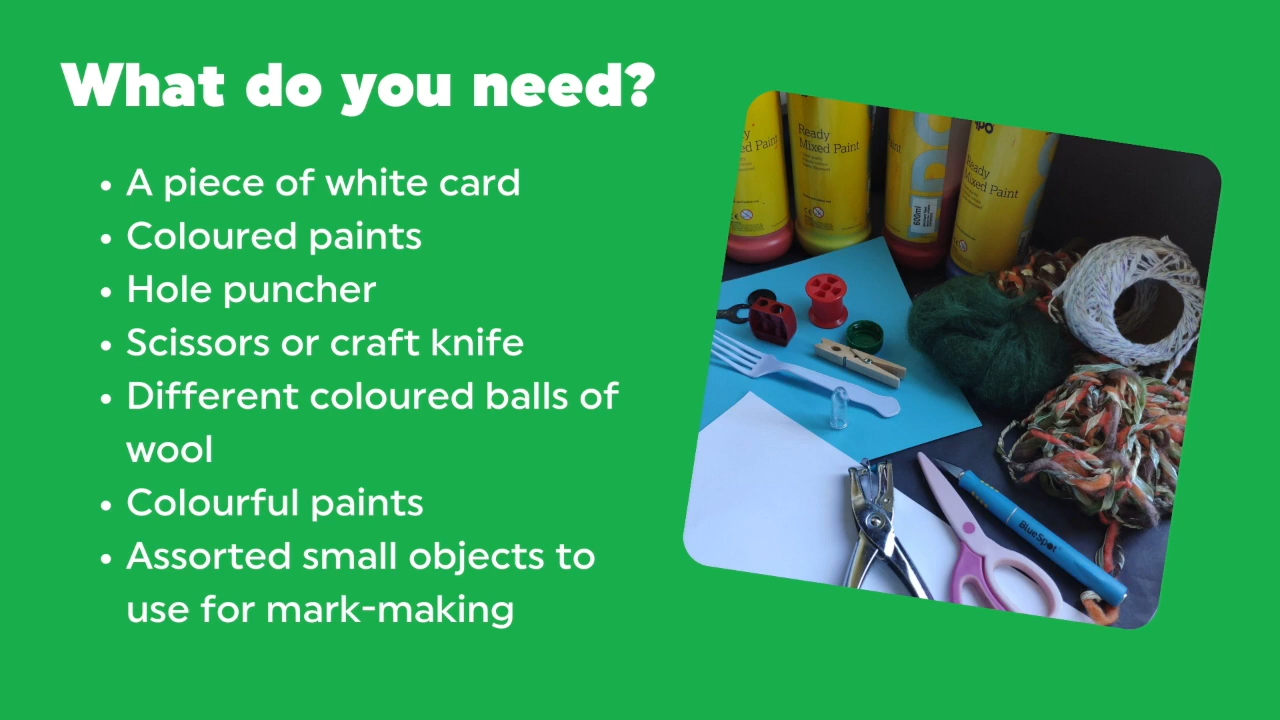 What do you need?
• A piece of white card
• Coloured paints
• Hole puncher
• Scissors or craft knife
• Different coloured balls of
wool
• Colourful paints
• Assorted small objects to
use for mark-making
Ready
Mixed Paint
Ready
Mixed Paint
600ml
BlueSpot